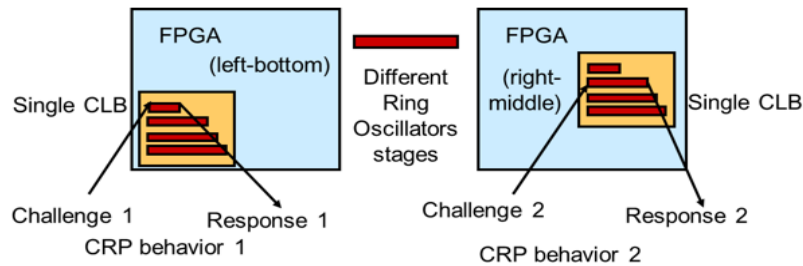 FPGA
(left-bottom)
Single CLB
Challenge 1
Response 1
CRP behavior 1
Different
Ring
Oscillators
stages
FPGA
(right-
middle)
Single CLB
Challenge 2
Response 2
CRP behavior 2